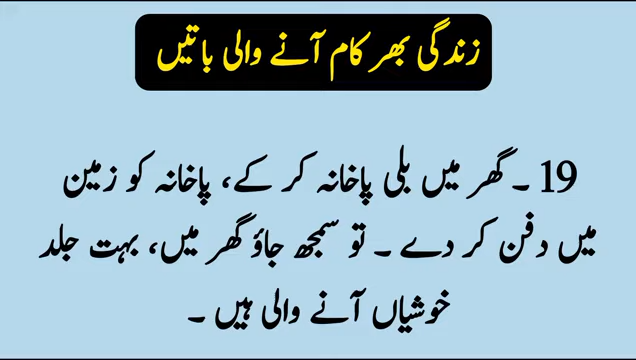 زندگی بھر کام آنے والی باتیں
19 ۔ گھر میں بلی پاخانہ کر کے، پاخانہ کو زمین
میں دفن کر دے ۔ تو سمجھ جاؤ گھر میں، بہت جلد
خوشیاں آنے والی ہیں ۔